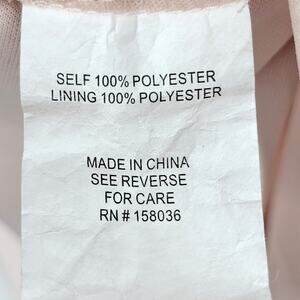 SELF 100% POLYESTER
LINING 100% POLYESTER
MADE IN CHINA
SEE REVERSE
FOR CARE
RN # 158036